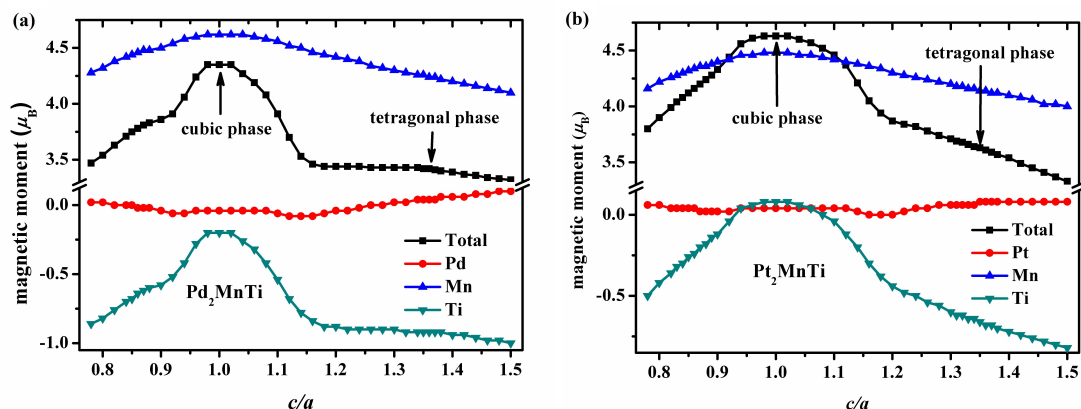 (a)
magnetic moment (μB)
4.5
4.0
3.5
0.0
-0.5
-1.0
cubic phase
tetragonal phase
Total
Pd
Mn
Ti
Pd2MnTi
0.8 0.9 1.0 1.1 1.2 1.3 1.4 1.5
c/a
(b)
magnetic moment (μB)
4.5
4.0
3.5
0.0
-0.5
tetragonal phase
cubic phase
Total
Pt
Mn
Ti
Pt2MnTi
0.8 0.9 1.0 1.1 1.2 1.3 1.4 1.5
c/a